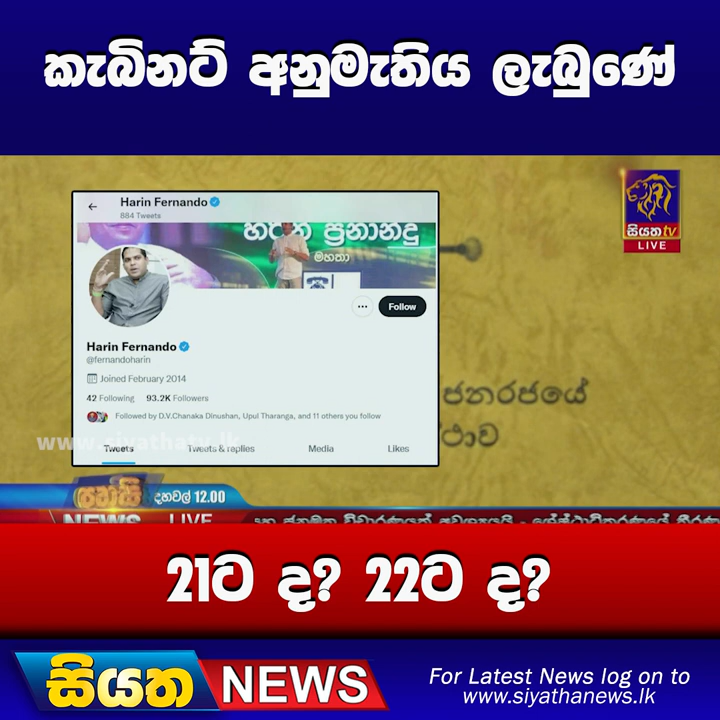 කැබිනට් අනුමැතිය ලැබුණේ
සියත tv
LIVE
Harin Fernando
884 Tweets
හරින් ප්‍රනාන්දු
මහතා
Follow
Harin Fernando
@fernandoharin
Joined February 2014
42 Following 93.2K Followers
Followed by D.V.Chanaka Dinushan, Upul Tharanga, and 11 others you follow
Tweets Tweets & replies Media Likes
ජනරජයේ
www.siyathatv.lk
දහවල් 12.00
NEWS LIVE
21ට ද? 22ට ද?
සියත NEWS
For Latest News log on to
www.siyathanews.lk